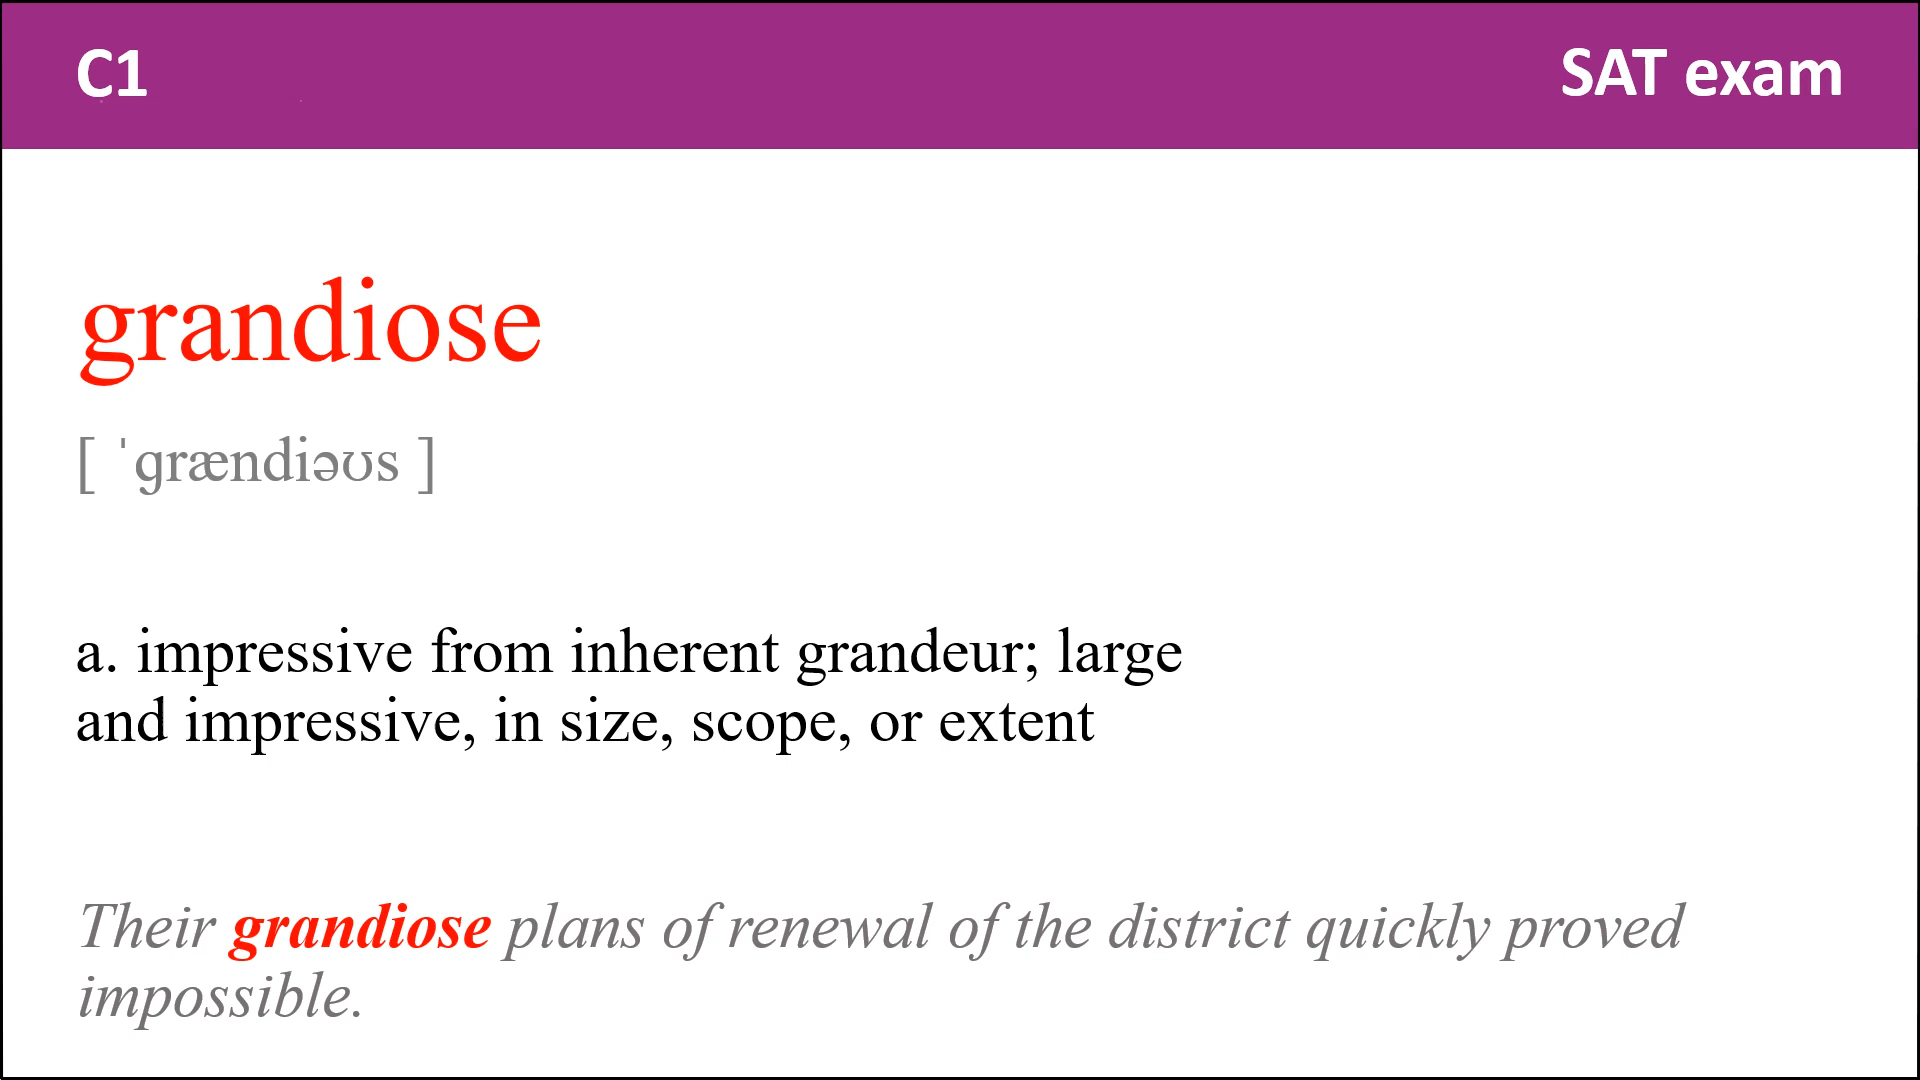 C1
SAT exam
grandiose
[ ˈɡrændiəʊs ]
a. impressive from inherent grandeur; large
and impressive, in size, scope, or extent
Their grandiose plans of renewal of the district quickly proved
impossible.